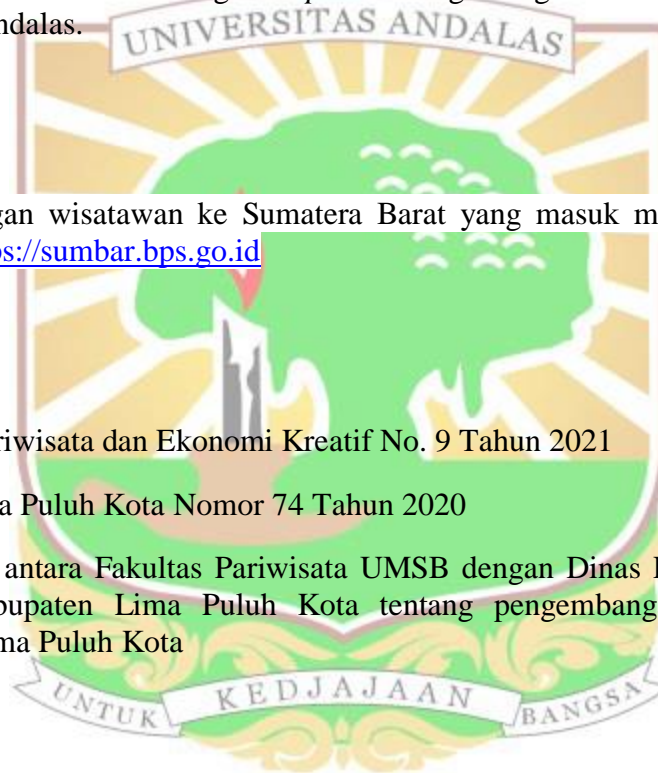 ndalas.
UNIVERSITAS ANDALAS
gan wisatawan ke Sumatera Barat yang masuk m
ps://sumbar.bps.go.id
riwisata dan Ekonomi Kreatif No. 9 Tahun 2021
a Puluh Kota Nomor 74 Tahun 2020
antara Fakultas Pariwisata UMSB dengan Dinas
bupaten Lima Puluh Kota tentang pengembang
ma Puluh Kota
UNTUK KEDJAJAAN BANGSA